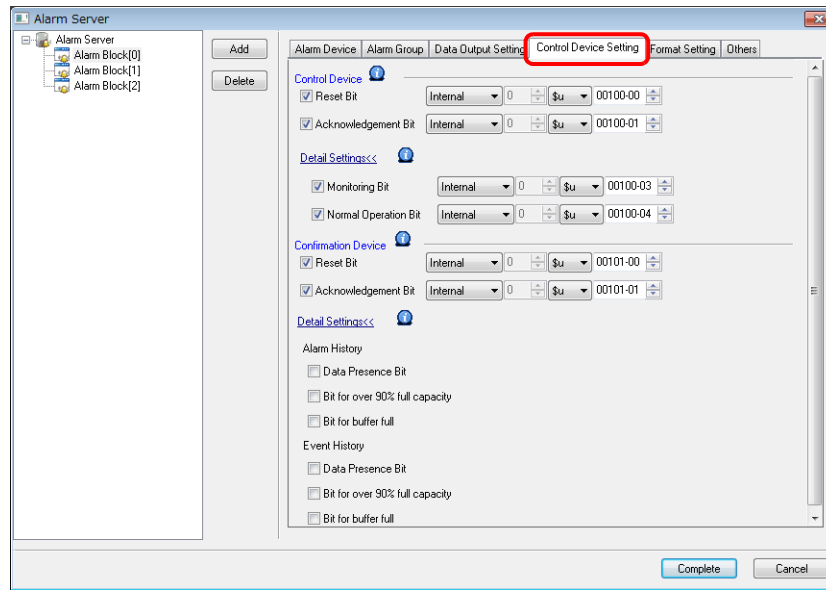 Alarm Server
Alarm Server
Alarm Block[0]
Alarm Block[1]
Alarm Block[2]
Add
Delete
Alarm Device Alarm Group Data Output Setting Control Device Setting Format Setting Others
Control Device
Reset Bit Internal 0 $u 00100-00
Acknowledgement Bit Internal 0 $u 00100-01
Detail Settings<<
Monitoring Bit Internal 0 $u 00100-03
Normal Operation Bit Internal 0 $u 00100-04
Confirmation Device
Reset Bit Internal 0 $u 00101-00
Acknowledgement Bit Internal 0 $u 00101-01
Detail Settings<<
Alarm History
Data Presence Bit
Bit for over 90% full capacity
Bit for buffer full
Event History
Data Presence Bit
Bit for over 90% full capacity
Bit for buffer full
Complete Cancel